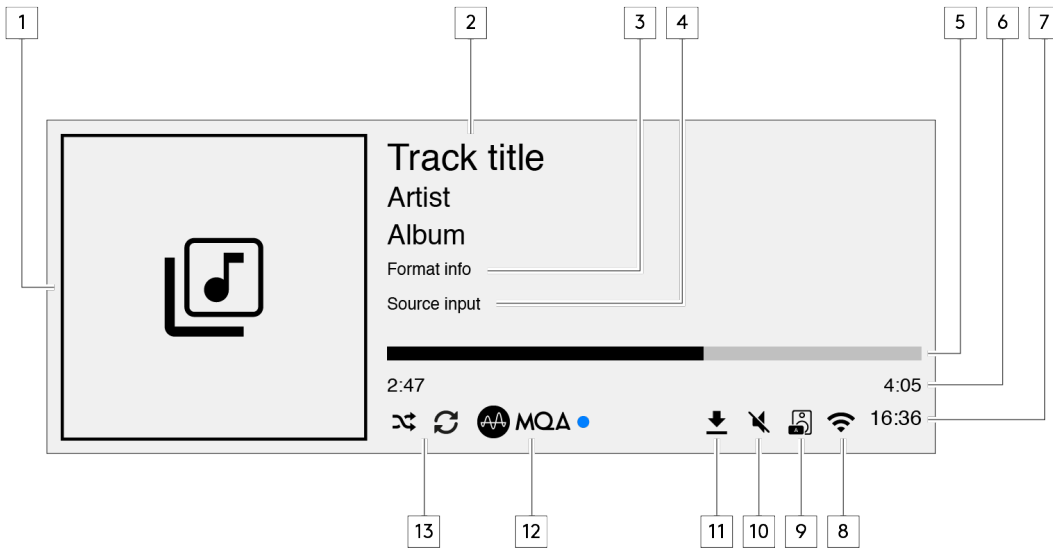 1 2 3 4 5 6 7
Track title
Artist
Album
Format info
Source input
2:47 4:05
MQA A 16:36
13 12 11 10 9 8